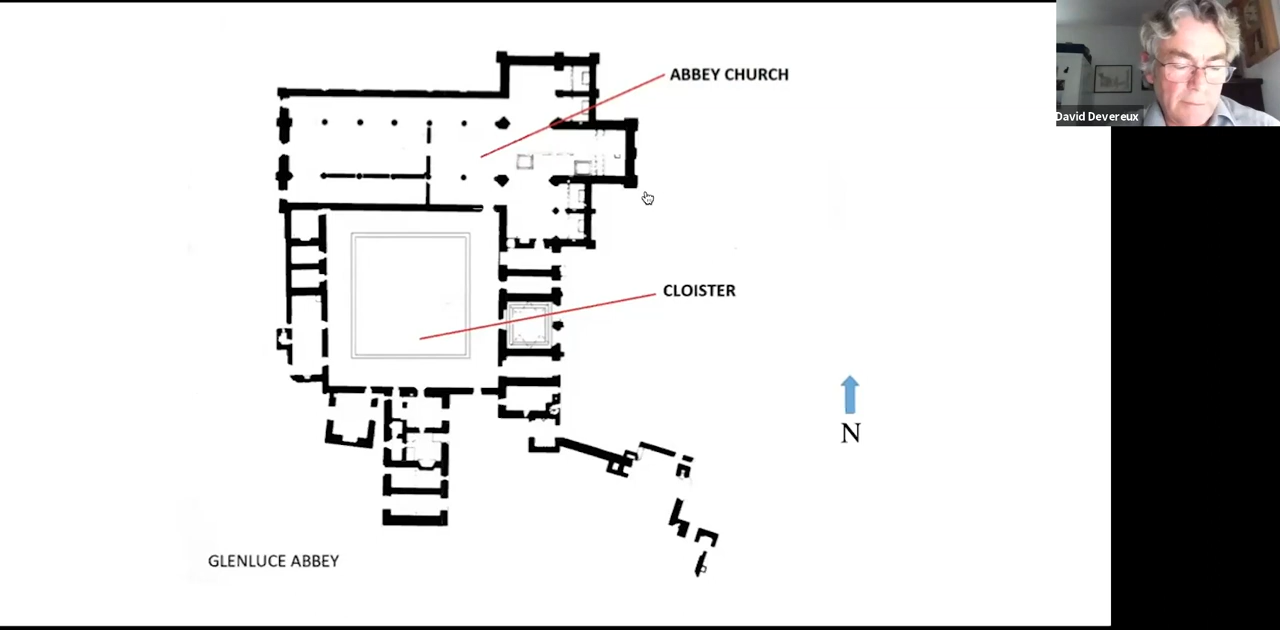 ABBEY CHURCH
David Devereux
CLOISTER
N
GLENLUCE ABBEY